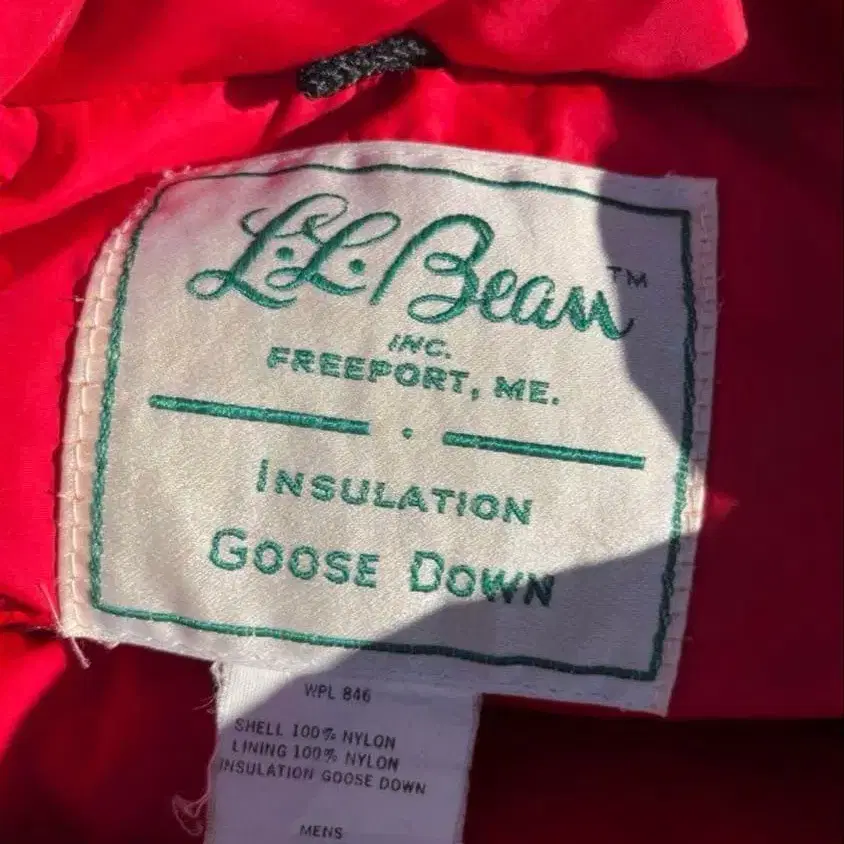 L.L.Bean™
INC.
FREEPORT, ME.
INSULATION
GOOSE DOWN
WPL 846
SHELL 100% NYLON
LINING 100% NYLON
INSULATION GOOSE DOWN
MENS